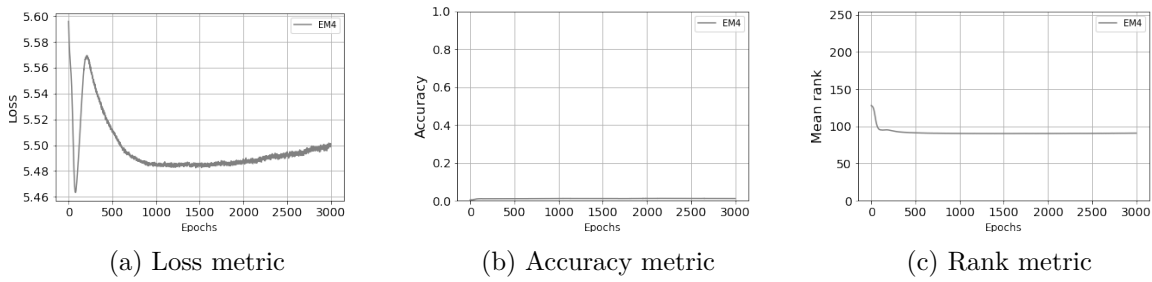 5.60
5.58
5.56
5.54
5.52
5.50
5.48
5.46
Loss
0 500 1000 1500 2000 2500 3000
Epochs
EM4
(a) Loss metric
1.0
0.8
0.6
0.4
0.2
0.0
Accuracy
0 500 1000 1500 2000 2500 3000
Epochs
EM4
(b) Accuracy metric
250
200
150
100
50
0
Mean rank
0 500 1000 1500 2000 2500 3000
Epochs
EM4
(c) Rank metric